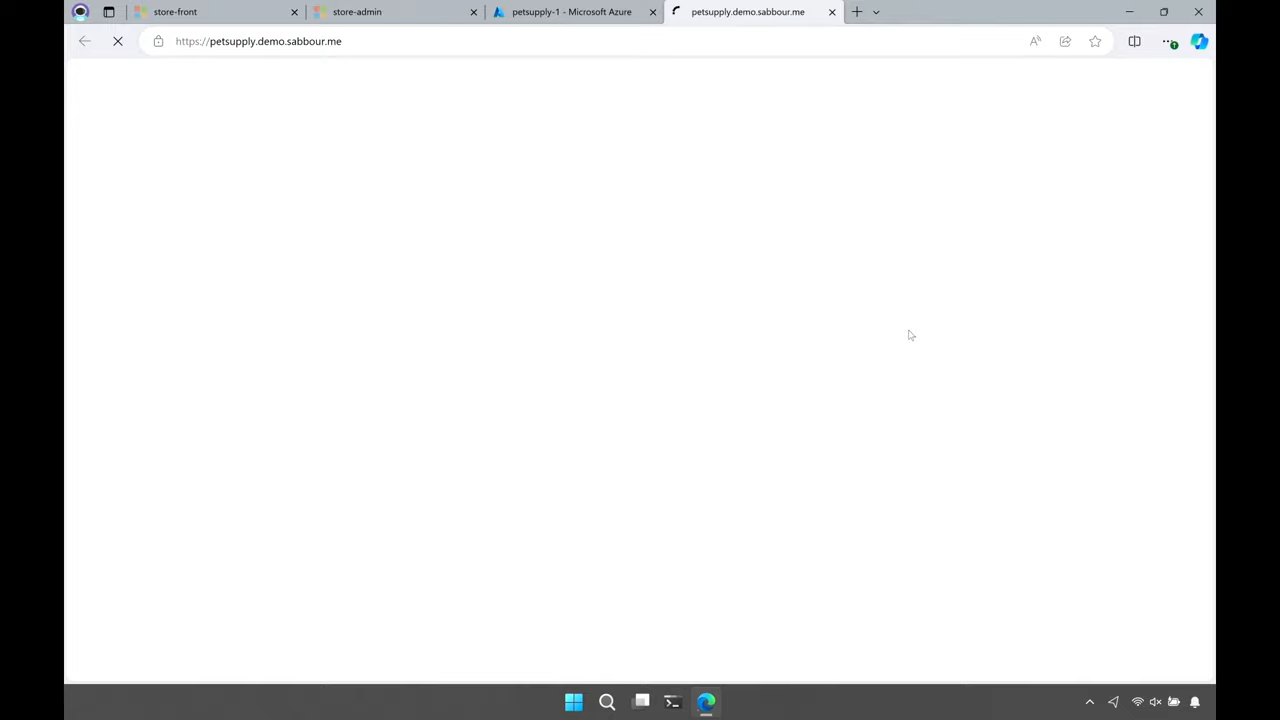 store-front
store-admin
petsupply-1 - Microsoft Azure
petsupply.demo.sabbour.me
https://petsupply.demo.sabbour.me